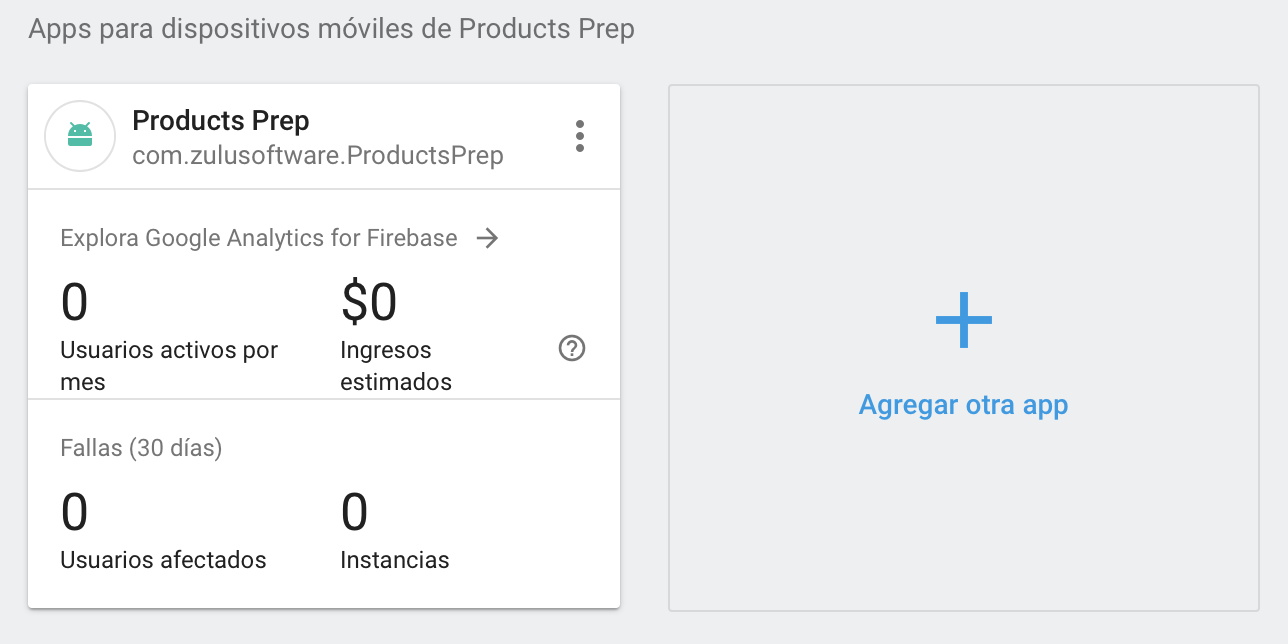 Apps para dispositivos móviles de Products Prep
Products Prep
com.zulusoftware.ProductsPrep
Explora Google Analytics for Firebase
0
$0
Usuarios activos por
mes
Ingresos
estimados
Fallas (30 días)
0
0
Usuarios afectados
Instancias
Agregar otra app